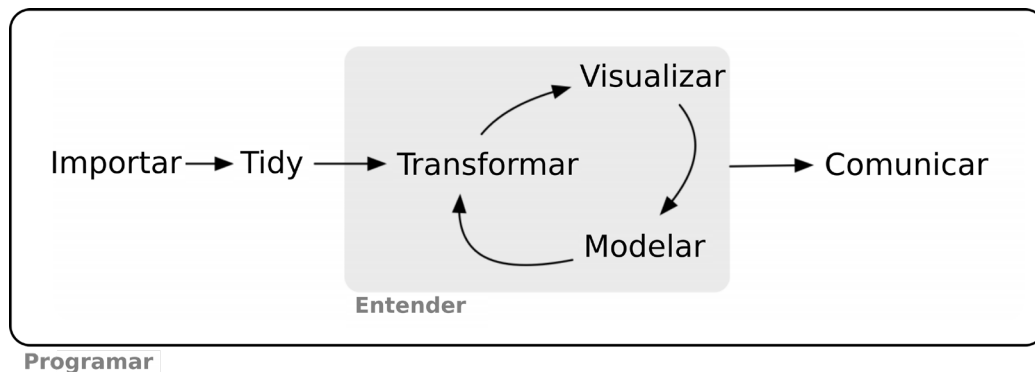 Visualizar
Importar
Tidy
Transformar
Comunicar
Modelar
Entender
Programar